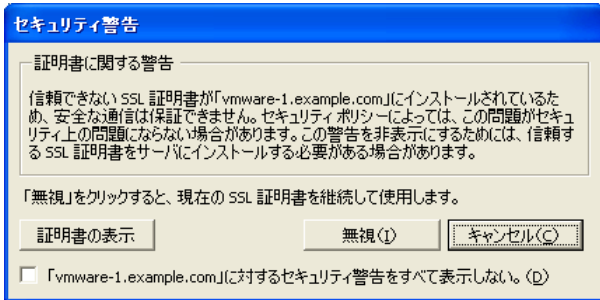 セキュリティ警告
証明書に関する警告
信頼できない SSL 証明書が「vmware-1.example.com」にインストールされているた
め、安全な通信は保証できません。セキュリティ ポリシーによっては、この問題がセキュ
リティ上の問題にならない場合があります。この警告を非表示にするためには、信頼す
る SSL 証明書をサーバにインストールする必要がある場合があります。
「無視」をクリックすると、現在の SSL 証明書を継続して使用します。
証明書の表示
無視(I)
キャンセル(C)
「vmware-1.example.com」に対するセキュリティ警告をすべて表示しない。(D)